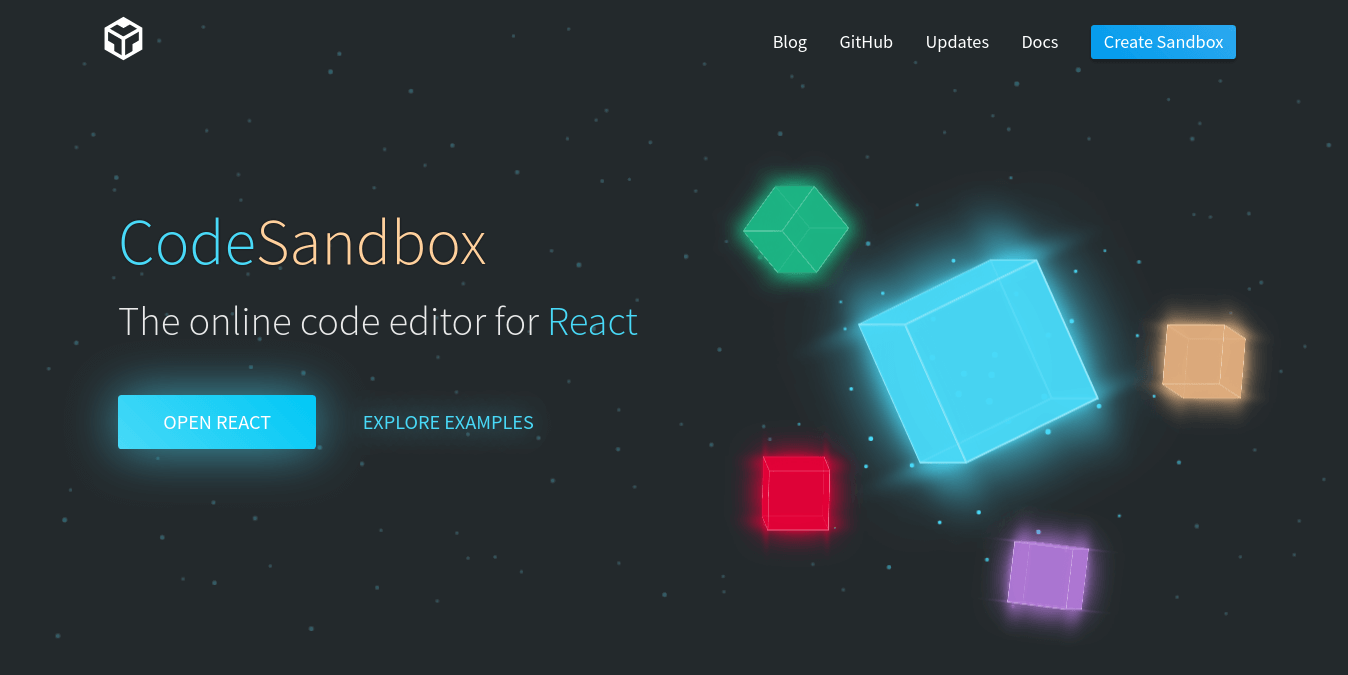 Blog GitHub Updates Docs Create Sandbox
CodeSandbox
The online code editor for React
OPEN REACT EXPLORE EXAMPLES